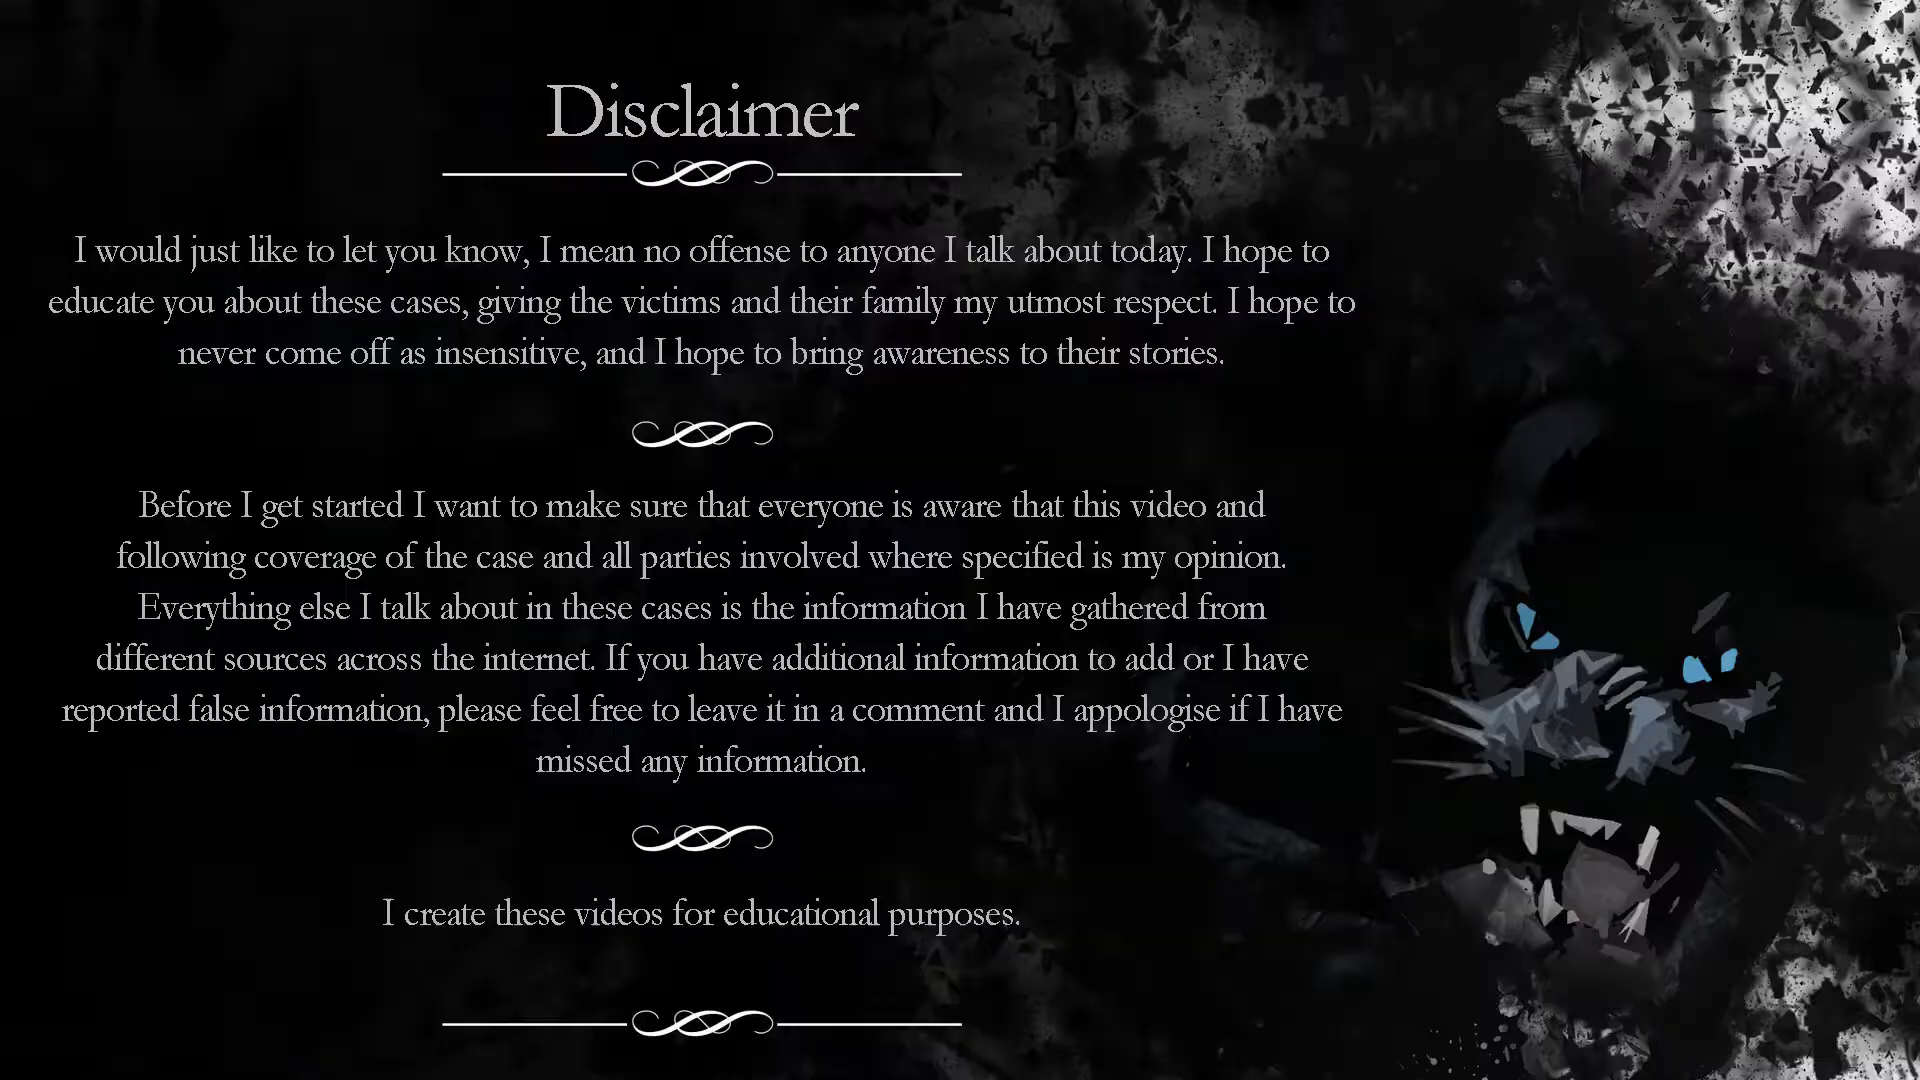 Disclaimer
I would just like to let you know, I mean no offense to anyone I talk about today. I hope to
educate you about these cases, giving the victims and their family my utmost respect. I hope to
never come off as insensitive, and I hope to bring awareness to their stories.
Before I get started I want to make sure that everyone is aware that this video and
following coverage of the case and all parties involved where specified is my opinion.
Everything else I talk about in these cases is the information I have gathered from
different sources across the internet. If you have additional information to add or I have
reported false information, please feel free to leave it in a comment and I appologise if I have
missed any information.
I create these videos for educational purposes.